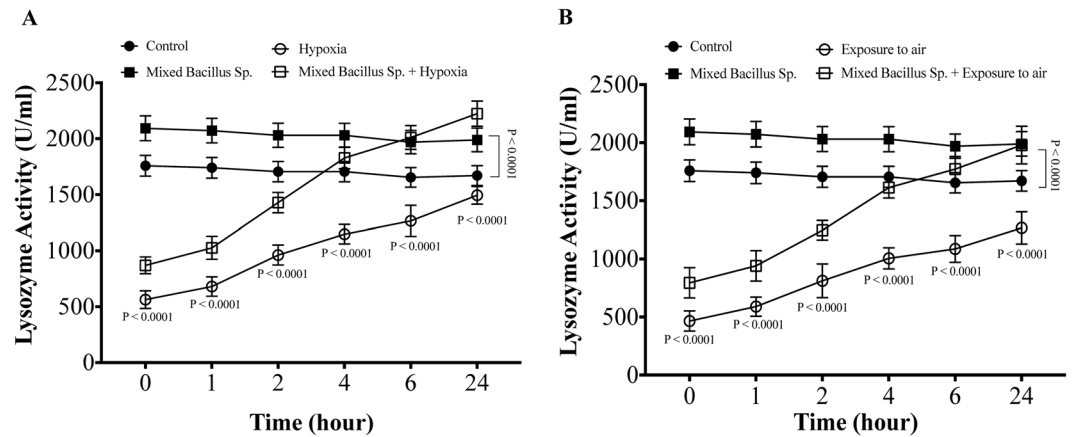 A
Control
Hypoxia
Mixed Bacillus Sp.
Mixed Bacillus Sp. + Hypoxia
Lysozyme Activity (U/ml)
2500
2000
1500
1000
500
0
P < 0.0001
P < 0.0001
P < 0.0001
P < 0.0001
P < 0.0001
P < 0.0001
P < 0.0001
0 1 2 4 6 24
Time (hour)
B
Control
Exposure to air
Mixed Bacillus Sp.
Mixed Bacillus Sp. + Exposure to air
Lysozyme Activity (U/ml)
2500
2000
1500
1000
500
0
P < 0.0001
P < 0.0001
P < 0.0001
P < 0.0001
P < 0.0001
P < 0.0001
P < 0.0001
0 1 2 4 6 24
Time (hour)